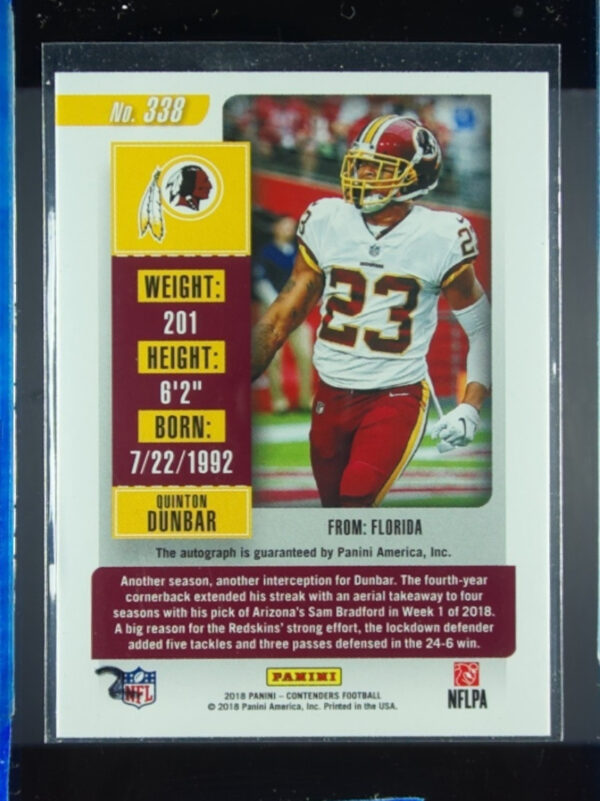 No. 338
23
23
WEIGHT:
201
HEIGHT:
6'2"
BORN:
7/22/1992
QUINTON
DUNBAR
FROM: FLORIDA
The autograph is guaranteed by Panini America, Inc.
Another season, another interception for Dunbar. The fourth-year
cornerback extended his streak with an aerial takeaway to four
seasons with his pick of Arizona's Sam Bradford in Week 1 of 2018.
A big reason for the Redskins' strong effort, the lockdown defender
added five tackles and three passes defensed in the 24-6 win.
2
NFL
PANINI
NFLPA
2018 PANINI – CONTENDERS FOOTBALL
© 2018 Panini America, Inc. Printed in the USA.